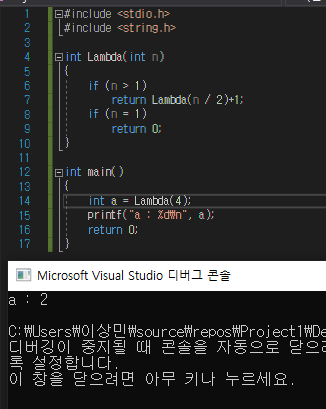 1 #include <stdio.h>
2 #include <string.h>
3
4 int Lambda(int n)
5 {
6 if (n > 1)
7 return Lambda(n / 2)+1;
8 if (n = 1)
9 return 0;
10 }
11
12 int main()
13 {
14 int a = Lambda(4);
15 printf("a : %d₩n", a);
16 return 0;
17 }
Microsoft Visual Studio 디버그 콘솔
a : 2
C:₩Users₩이상민₩source₩repos₩Project1₩De
디버깅이 중지될 때 콘솔을 자동으로 닫으려
록 설정합니다.
이 창을 닫으려면 아무 키나 누르세요.